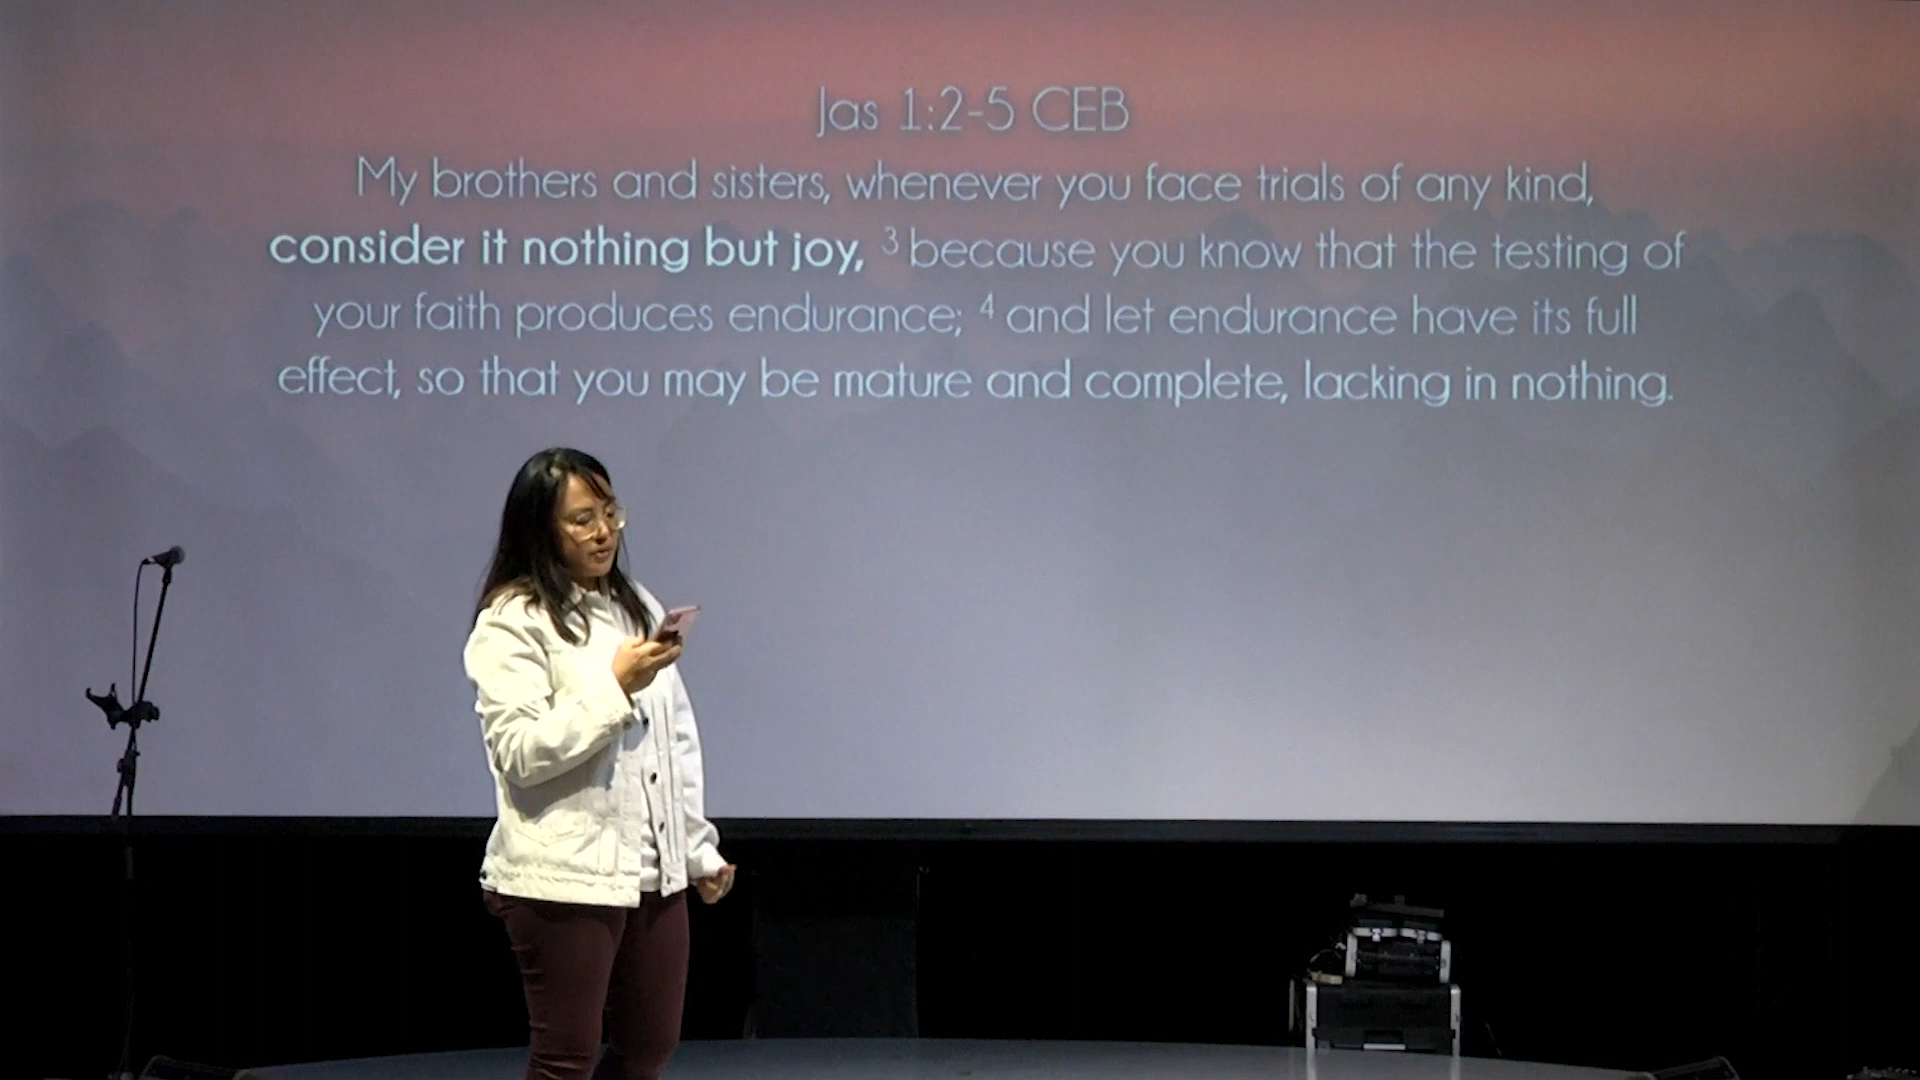 Jas 1:2-5 CEB
My brothers and sisters, whenever you face trials of any kind,
consider it nothing but joy, 3 because you know that the testing of
your faith produces endurance; 4 and let endurance have its full
effect, so that you may be mature and complete, lacking in nothing.